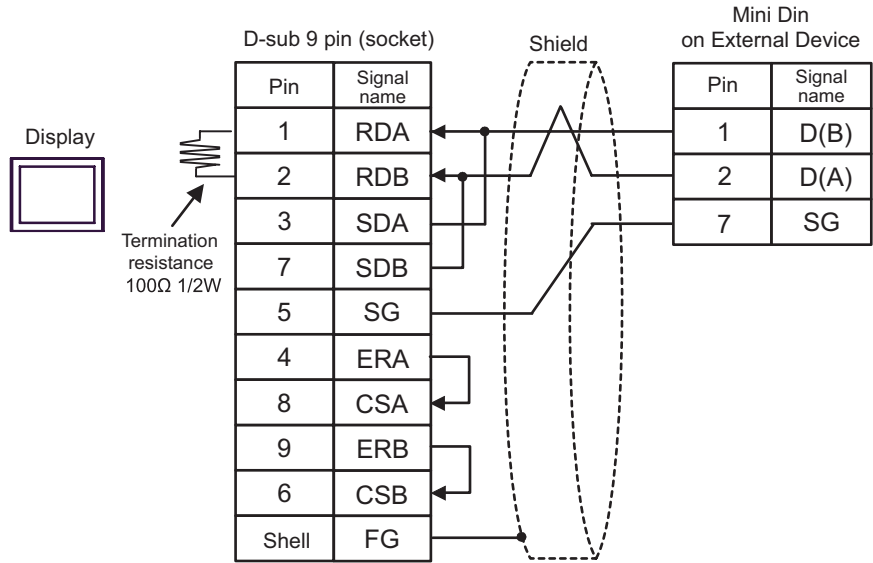 Mini Din
on External Device
D-sub 9 pin (socket)
Shield
Pin Signal name
Pin Signal name
Display
1 RDA
1 D(B)
2 RDB
2 D(A)
3 SDA
7 SG
Termination
resistance
100Ω 1/2W
7 SDB
5 SG
4 ERA
8 CSA
9 ERB
6 CSB
Shell FG